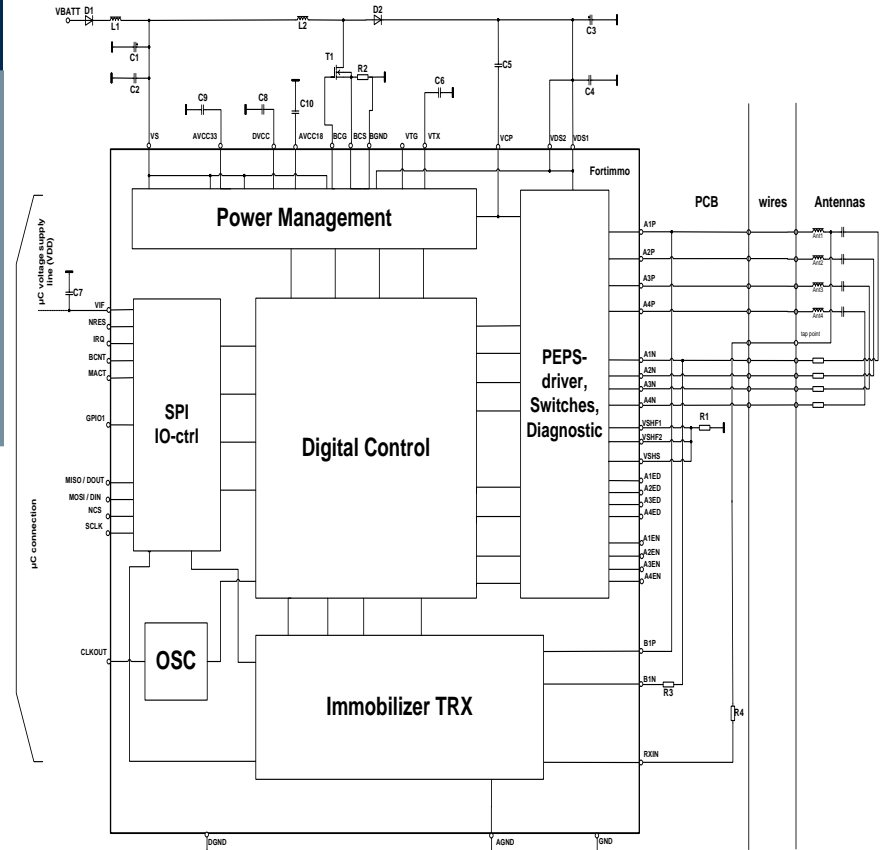 VBATT D1
L1
L2
D2
C3
C1
C2
T1
R2
C5
C4
C9
C8
C10
C6
VS
AVCC33
DVCC
AVCC18
BCG
BCS
BGND
VTG
VTX
VCP
VDS2
VDS1
Fortimmo
PCB
wires
Antennas
µC voltage supply
line (VDD)
C7
Power Management
A1P
A2P
A3P
A4P
Ant1
Ant2
Ant3
Ant4
tap point
VIF
NRES
IRQ
BCNT
MACT
GPIO1
MISO / DOUT
MOSI / DIN
NCS
SCLK
SPI
IO-ctrl
Digital Control
PEPS-
driver,
Switches,
Diagnostic
A1N
A2N
A3N
A4N
VSHF1
R1
VSHF2
VSHS
A1ED
A2ED
A3ED
A4ED
A1EN
A2EN
A3EN
A4EN
µC connection
CLKOUT
OSC
Immobilizer TRX
B1P
B1N
R3
R4
RXIN
DGND
AGND
GND